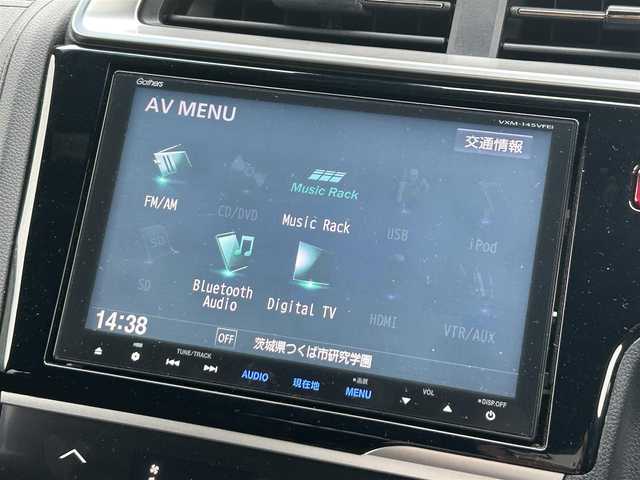 Gathers
VXM-145VFEi
AV MENU
交通情報
FM/AM
CD/DVD
Music Rack
Music Rack
USB
iPod
SD
SD
Bluetooth
Audio
Digital TV
HDMI
VTR/AUX
14:38
OFF
茨城県つくば市研究学園
TUNE/TRACK
AUDIO
現在地
MENU
VOL
DISP.OFF